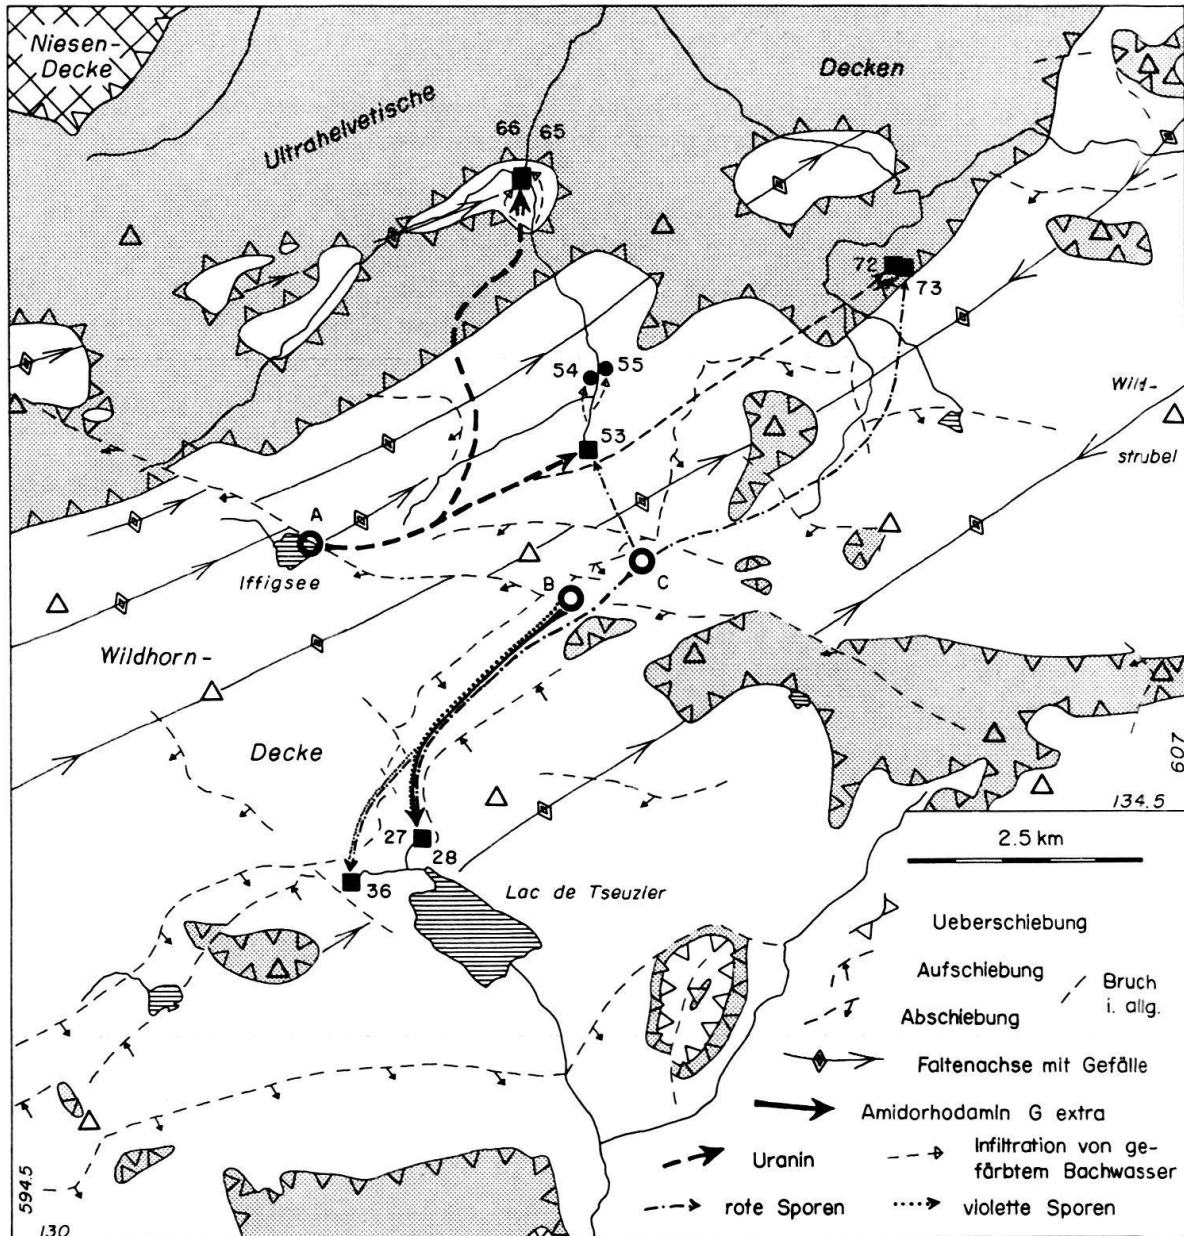 Niesen-
Decke
Ultrahelvetische
Decken
66 65
72
73
54 55
53
Wild-
strubel
A
Iffigsee
B
C
Wildhorn-
Decke
607
134.5
2.5 km
27
28
36
Lac de Tseuzier
Ueberschiebung
Aufschiebung
Abschiebung
Bruch
i. allg.
Faltenachse mit Gefälle
Amidorhodamin G extra
Uranin
Infiltration von ge-
färbtem Bachwasser
rote Sporen
violette Sporen
594.5
130